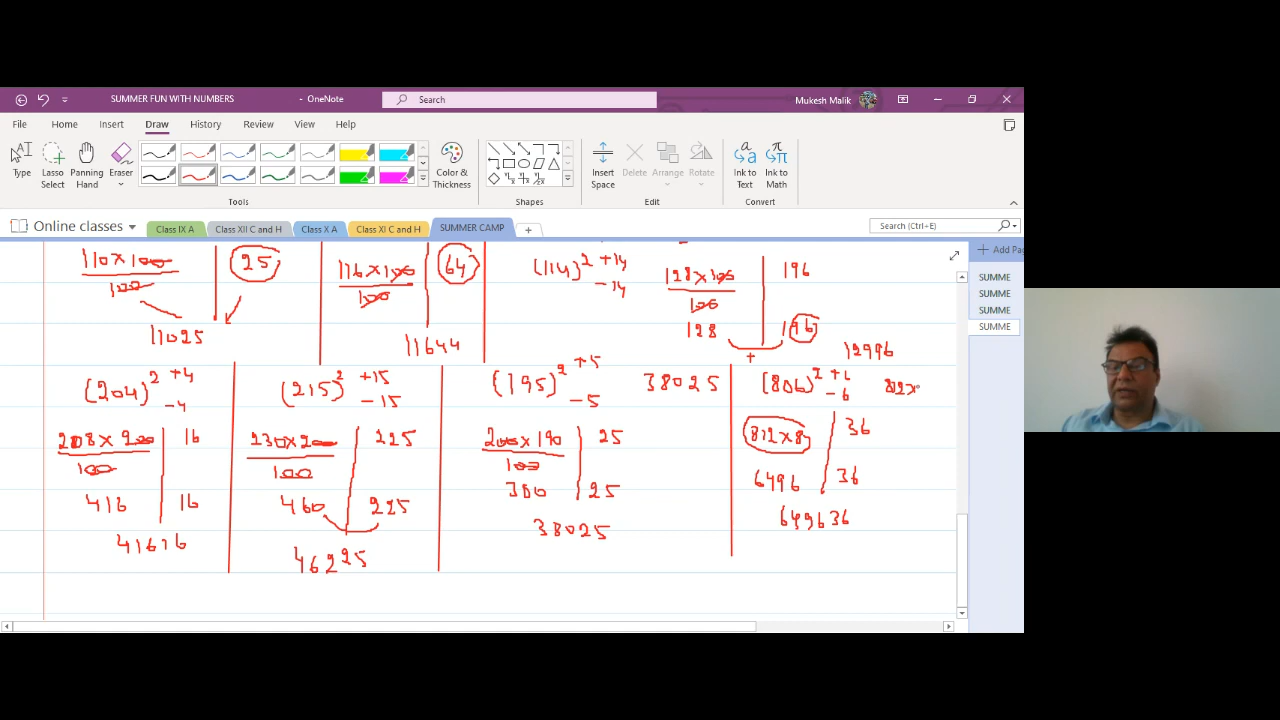 SUMMER FUN WITH NUMBERS - OneNote
Search
Mukesh Malik
File Home Insert Draw History Review View Help
Type
Lasso Select
Panning Hand
Eraser
Color & Thickness
Insert Space
Delete Arrange Rotate
Ink to Text
Ink to Math
Tools Shapes Edit Convert
Online classes
Class IX A
Class XII C and H
Class X A
Class XI C and H
SUMMER CAMP
+
Search (Ctrl+E)
Add Pa
SUMME
SUMME
SUMME
SUMME
110 x 100 25
100
11025
116 x 100 64
100
11644
(114)² +14
-14
128 x 100 196
100
128 196
+
12996
(204)² +4
-4
208 x 200 16
100
416 16
41616
(215)² +15
-15
230 x 200 225
100
460 225
46225
(195)² +5
-5
38025
200 x 190 25
100
380 25
38025
(806)² +6
-6
812x
812 x 8 36
6496 36
649636